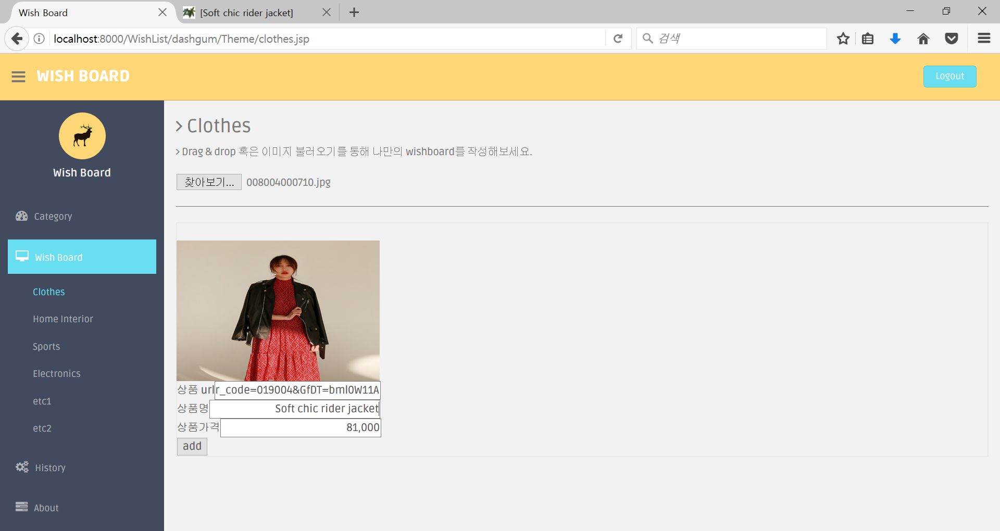 Wish Board
[Soft chic rider jacket]
localhost:8000/WishList/dashgum/Theme/clothes.jsp
검색
WISH BOARD
Logout
Wish Board
Category
Wish Board
Clothes
Home Interior
Sports
Electronics
etc1
etc2
History
About
Clothes
Drag & drop 혹은 이미지 불러오기를 통해 나만의 wishboard를 작성해보세요.
찾아보기... 008004000710.jpg
상품 url r_code=019004&GfDT=bml0W11A
상품명 Soft chic rider jacket
상품가격 81,000
add